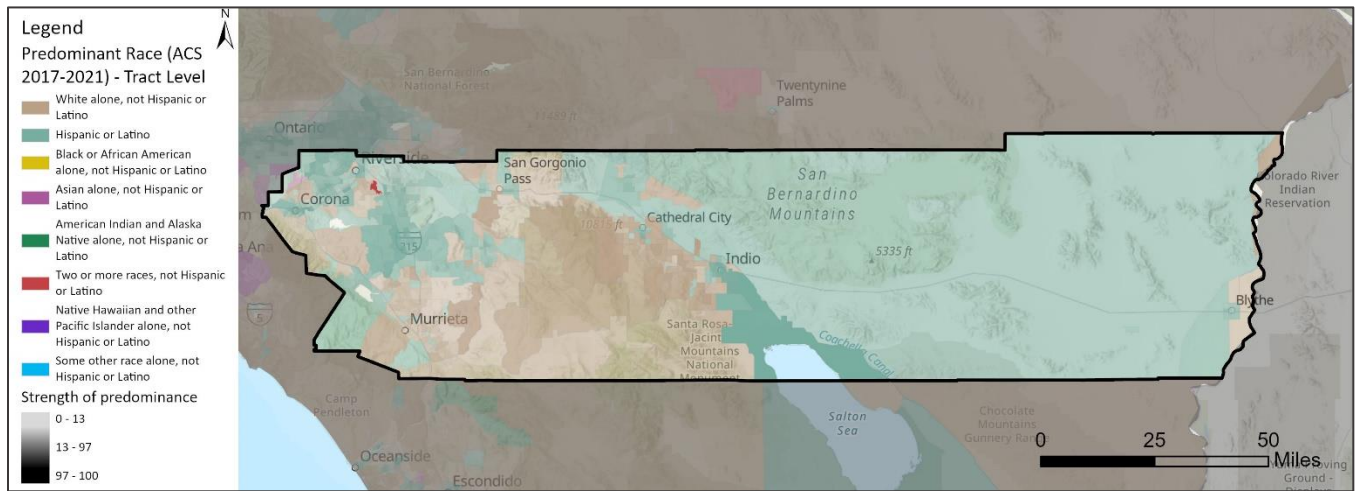 Legend
N
Predominant Race (ACS
2017-2021) - Tract Level
White alone, not Hispanic or
Latino
Hispanic or Latino
Black or African American
alone, not Hispanic or Latino
Asian alone, not Hispanic or
Latino
American Indian and Alaska
Native alone, not Hispanic or
Latino
Two or more races, not Hispanic
or Latino
Native Hawaiian and other
Pacific Islander alone, not
Hispanic or Latino
Some other race alone, not
Hispanic or Latino
Strength of predominance
0 - 13
13 - 97
97 - 100
San Bernardino
National Forest
Twentynine
Palms
Ontario
Riverside
San Gorgonio
Pass
Corona
San
Bernardino
Mountains
Colorado River
Indian
Reservation
Cathedral City
215
Ana
5335 ft
Indio
5
Murrieta
Blythe
Santa Rosa-
Jacint
Mountains
National
Monument
Coachella Canal
Camp
Pendleton
Salton
Sea
Chocolate
Mountains
Gunnery Range
Oceanside
Escondido
0 25 50
Miles